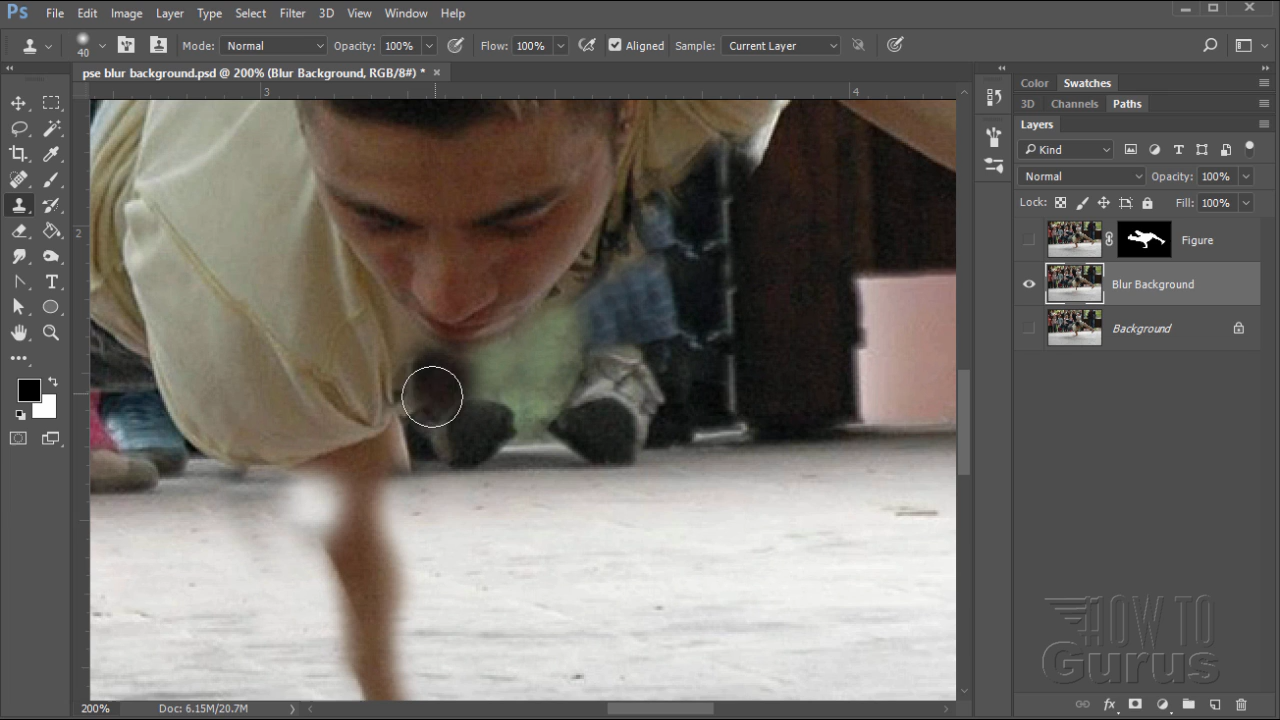 Ps File Edit Image Layer Type Select Filter 3D View Window Help
40 Mode: Normal Opacity: 100% Flow: 100% Aligned Sample: Current Layer
pse blur background.psd @ 200% (Blur Background, RGB/8#) *
3 4
2
Color Swatches
3D Channels Paths
Layers
Kind
Normal Opacity: 100%
Lock: Fill: 100%
Figure
Blur Background
Background
HOW TO
Gurus
200% Doc: 6.15M/20.7M
fx